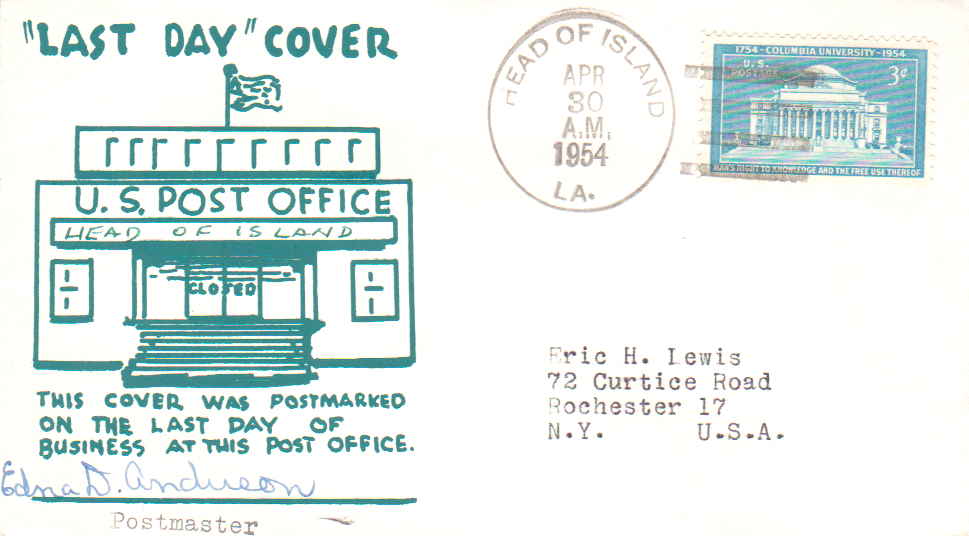 "LAST DAY" COVER
U.S. POST OFFICE
HEAD OF ISLAND
CLOSED
THIS COVER WAS POSTMARKED
ON THE LAST DAY OF
BUSINESS AT THIS POST OFFICE.
Edna D. Anderson
Postmaster
HEAD OF ISLAND
APR
30
A.M.
1954
LA.
1754-COLUMBIA UNIVERSITY-1954
U.S.
POSTAGE
3¢
MAN'S RIGHT TO KNOWLEDGE AND THE FREE USE THEREOF
Eric H. Lewis
72 Curtice Road
Rochester 17
N.Y. U.S.A.